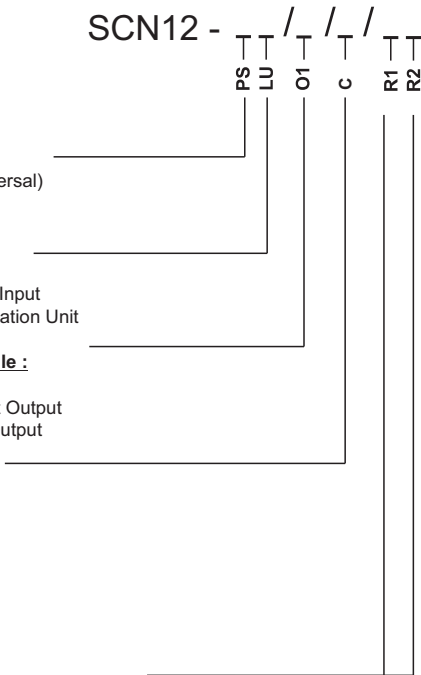 SCN12 - / / /
PS LU O1 C R1 R2
ersal)
Input
ation Unit
le :
Output
utput